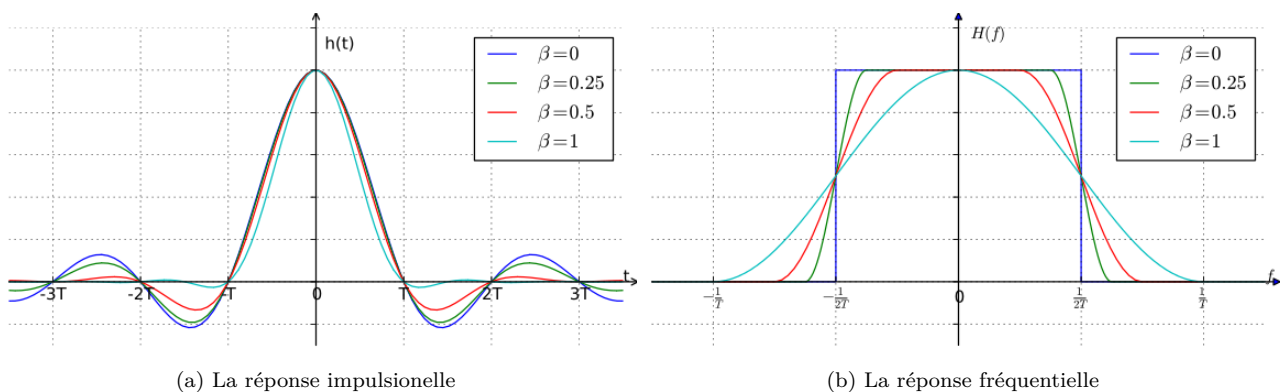 h(t)
β=0
β=0.25
β=0.5
β=1
t
-3T
-2T
-T
0
T
2T
3T
H(f)
β=0
β=0.25
β=0.5
β=1
f
-1/T
-1/2T
0
1/2T
1/T
(a) La réponse impulsionelle
(b) La réponse fréquentielle